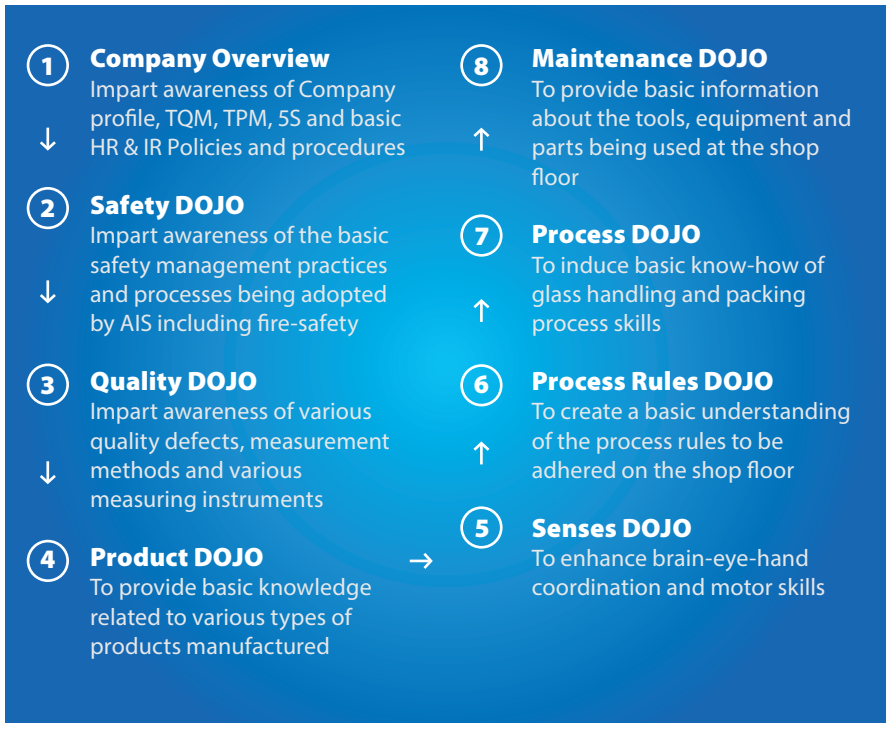 1
Company Overview
Impart awareness of Company
profile, TQM, TPM, 5S and basic
HR & IR Policies and procedures
↓
2
Safety DOJO
Impart awareness of the basic
safety management practices
and processes being adopted
by AIS including fire-safety
↓
3
Quality DOJO
Impart awareness of various
quality defects, measurement
methods and various
measuring instruments
↓
4
Product DOJO
To provide basic knowledge
related to various types of
products manufactured
→
5
Senses DOJO
To enhance brain-eye-hand
coordination and motor skills
↑
6
Process Rules DOJO
To create a basic understanding
of the process rules to be
adhered on the shop floor
↑
7
Process DOJO
To induce basic know-how of
glass handling and packing
process skills
↑
8
Maintenance DOJO
To provide basic information
about the tools, equipment and
parts being used at the shop
floor